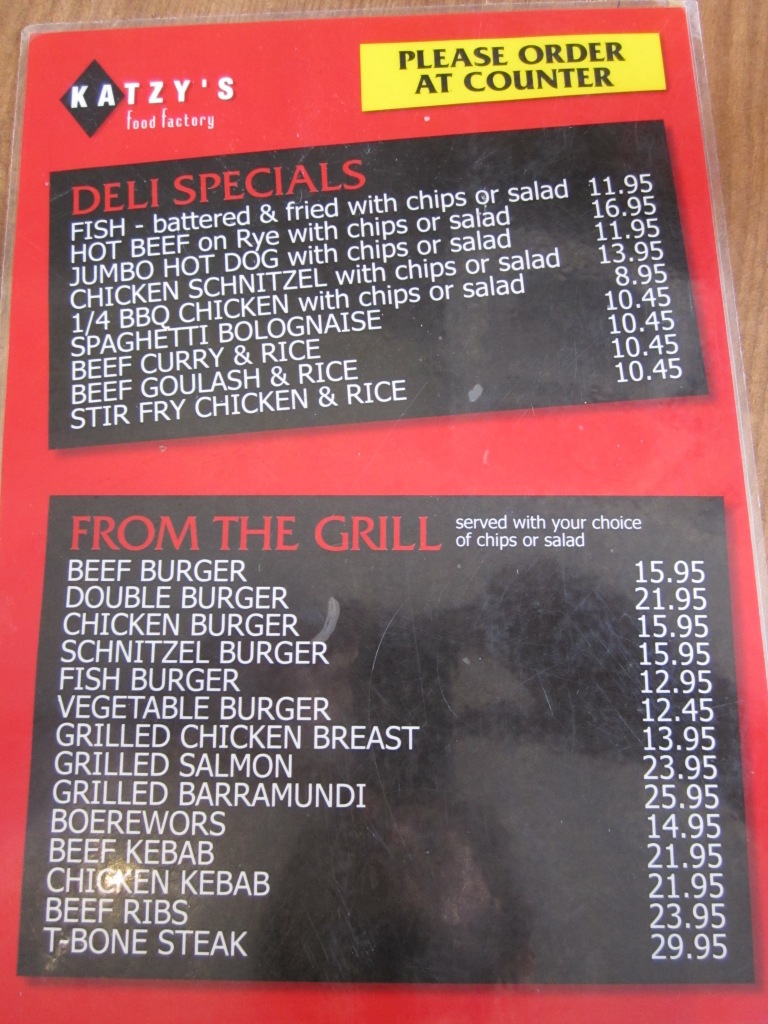 KATZY'S
food factory
PLEASE ORDER
AT COUNTER
DELI SPECIALS
FISH - battered & fried with chips or salad 11.95
HOT BEEF on Rye with chips or salad 16.95
JUMBO HOT DOG with chips or salad 11.95
CHICKEN SCHNITZEL with chips or salad 13.95
1/4 BBQ CHICKEN with chips or salad 8.95
SPAGHETTI BOLOGNAISE 10.45
BEEF CURRY & RICE 10.45
BEEF GOULASH & RICE 10.45
STIR FRY CHICKEN & RICE 10.45
FROM THE GRILL served with your choice
of chips or salad
BEEF BURGER 15.95
DOUBLE BURGER 21.95
CHICKEN BURGER 15.95
SCHNITZEL BURGER 15.95
FISH BURGER 12.95
VEGETABLE BURGER 12.45
GRILLED CHICKEN BREAST 13.95
GRILLED SALMON 23.95
GRILLED BARRAMUNDI 25.95
BOEREWORS 14.95
BEEF KEBAB 21.95
CHICKEN KEBAB 21.95
BEEF RIBS 23.95
T-BONE STEAK 29.95